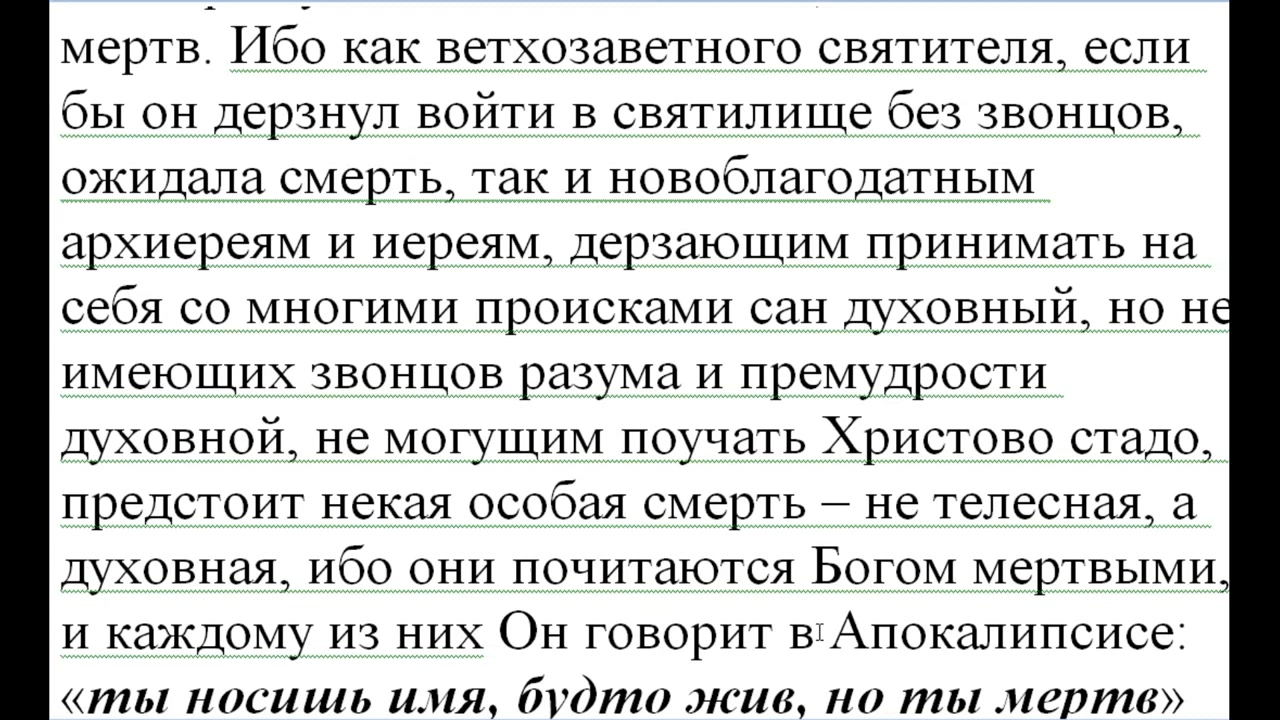 мертв. Ибо как ветхозаветного святителя, если
бы он дерзнул войти в святилище без звонцов,
ожидала смерть, так и новоблагодатным
архиереям и иереям, дерзающим принимать на
себя со многими происками сан духовный, но не
имеющих звонцов разума и премудрости
духовной, не могущим поучать Христово стадо,
предстоит некая особая смерть – не телесная, а
духовная, ибо они почитаются Богом мертвыми,
и каждому из них Он говорит в Апокалипсисе:
«ты носишь имя, будто жив, но ты мертв»